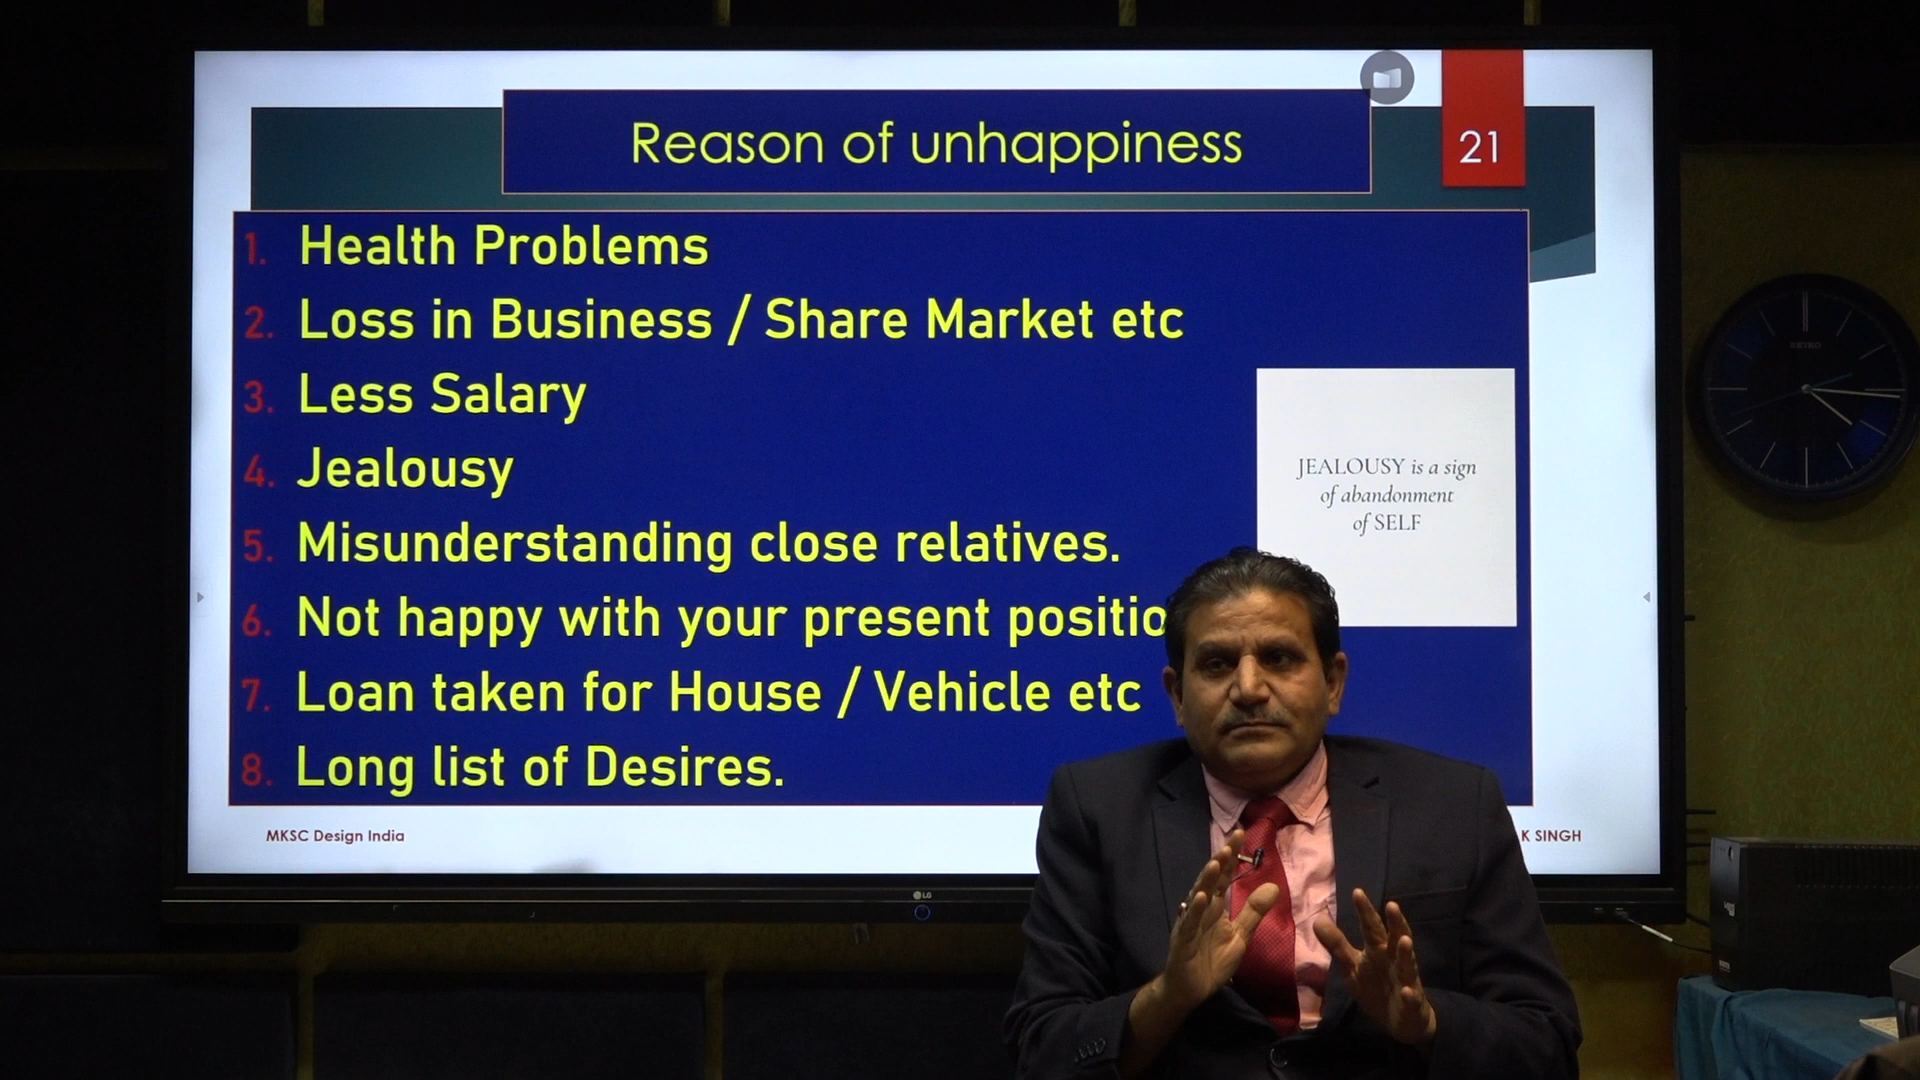 Reason of unhappiness
21
1. Health Problems
2. Loss in Business / Share Market etc
3. Less Salary
4. Jealousy
5. Misunderstanding close relatives.
6. Not happy with your present positio
7. Loan taken for House / Vehicle etc
8. Long list of Desires.
JEALOUSY is a sign
of abandonment
of SELF
MKSC Design India
K SINGH
LG
SEIKO